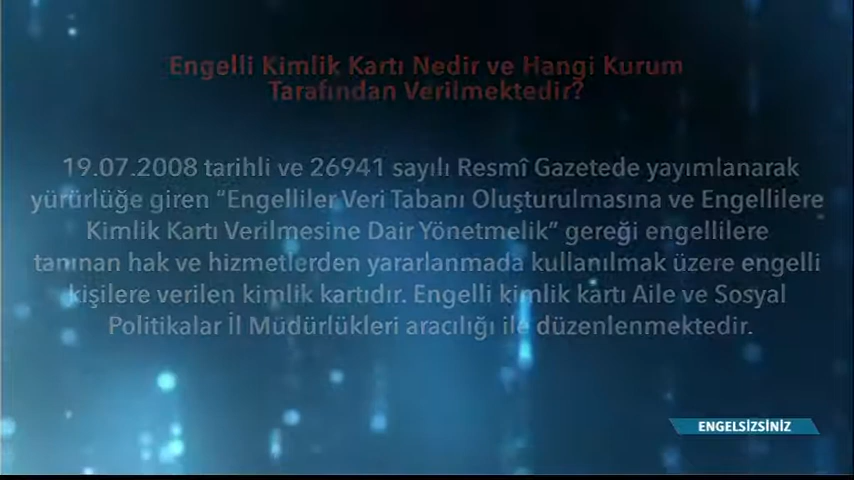 Engelli Kimlik Kartı Nedir ve Hangi Kurum
Tarafından Verilmektedir?
19.07.2008 tarihli ve 26941 sayılı Resmî Gazetede yayımlanarak
yürürlüğe giren “Engelliler Veri Tabanı Oluşturulmasına ve Engellilere
Kimlik Kartı Verilmesine Dair Yönetmelik” gereği engellilere
tanınan hak ve hizmetlerden yararlanmada kullanılmak üzere engelli
kişilere verilen kimlik kartıdır. Engelli kimlik kartı Aile ve Sosyal
Politikalar İl Müdürlükleri aracılığı ile düzenlenmektedir.
ENGELSİZSİNİZ